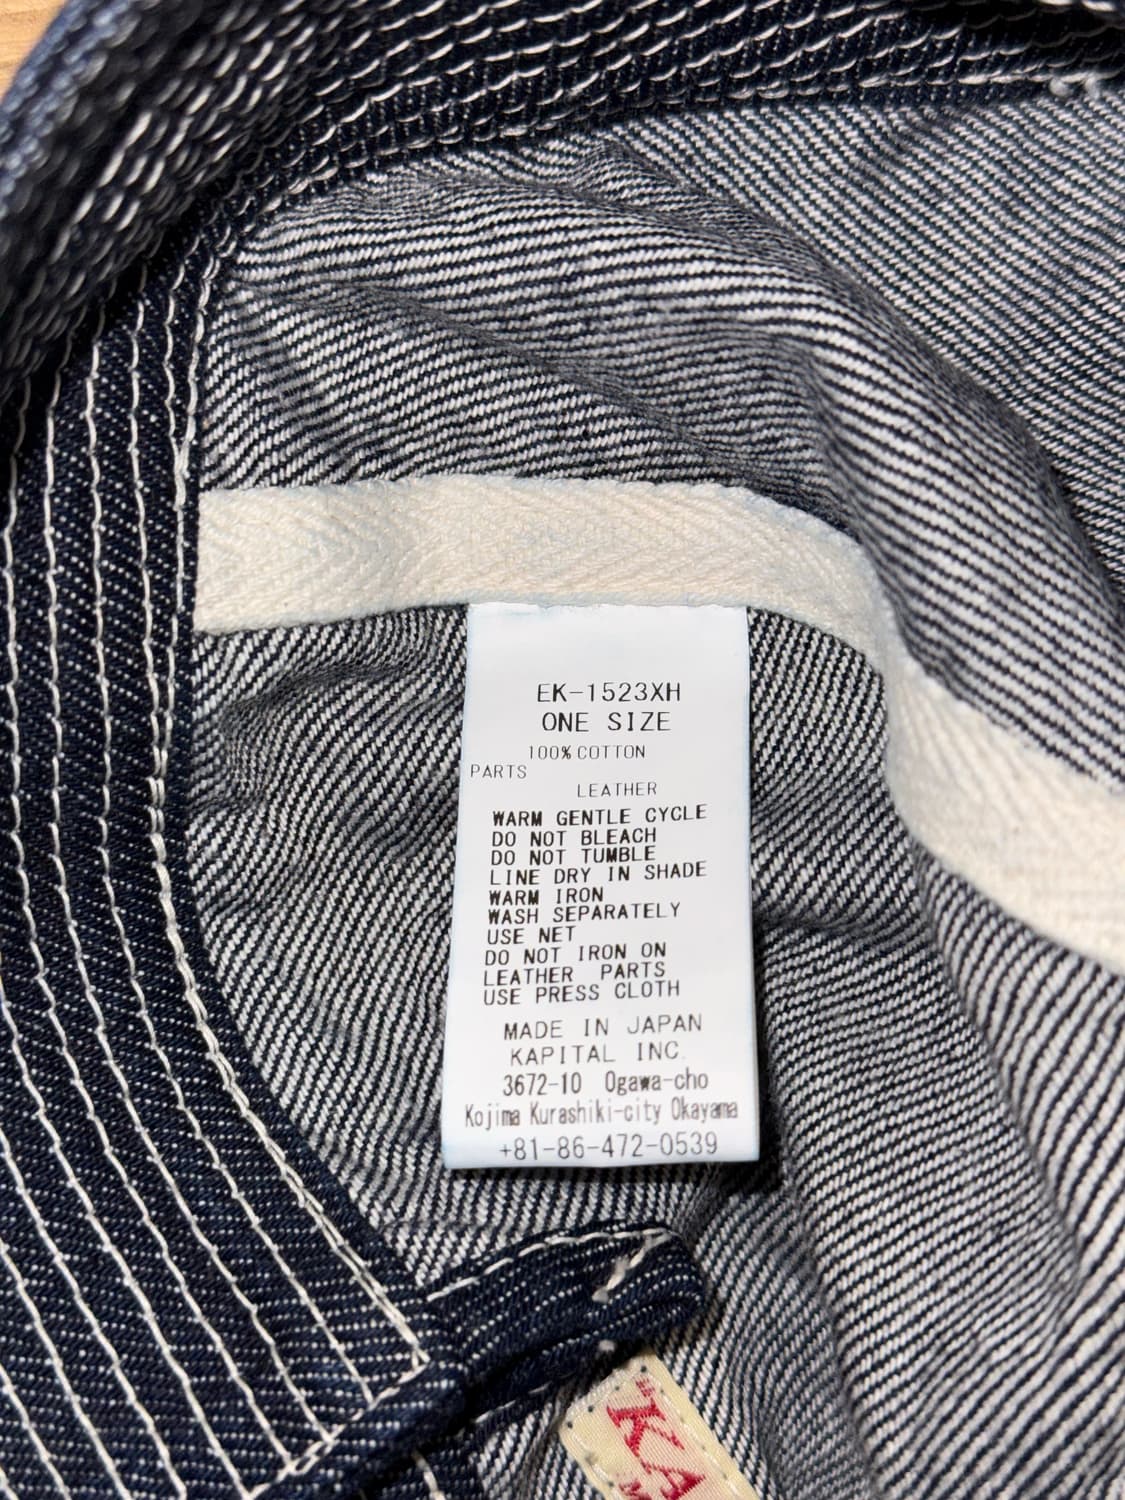 EK-1523XH
ONE SIZE
100% COTTON
PARTS
LEATHER
WARM GENTLE CYCLE
DO NOT BLEACH
DO NOT TUMBLE
LINE DRY IN SHADE
WARM IRON
WASH SEPARATELY
USE NET
DO NOT IRON ON
LEATHER PARTS
USE PRESS CLOTH
MADE IN JAPAN
KAPITAL INC.
3672-10 Ogawa-cho
Kojima Kurashiki-city Okayama
+81-86-472-0539
"KA